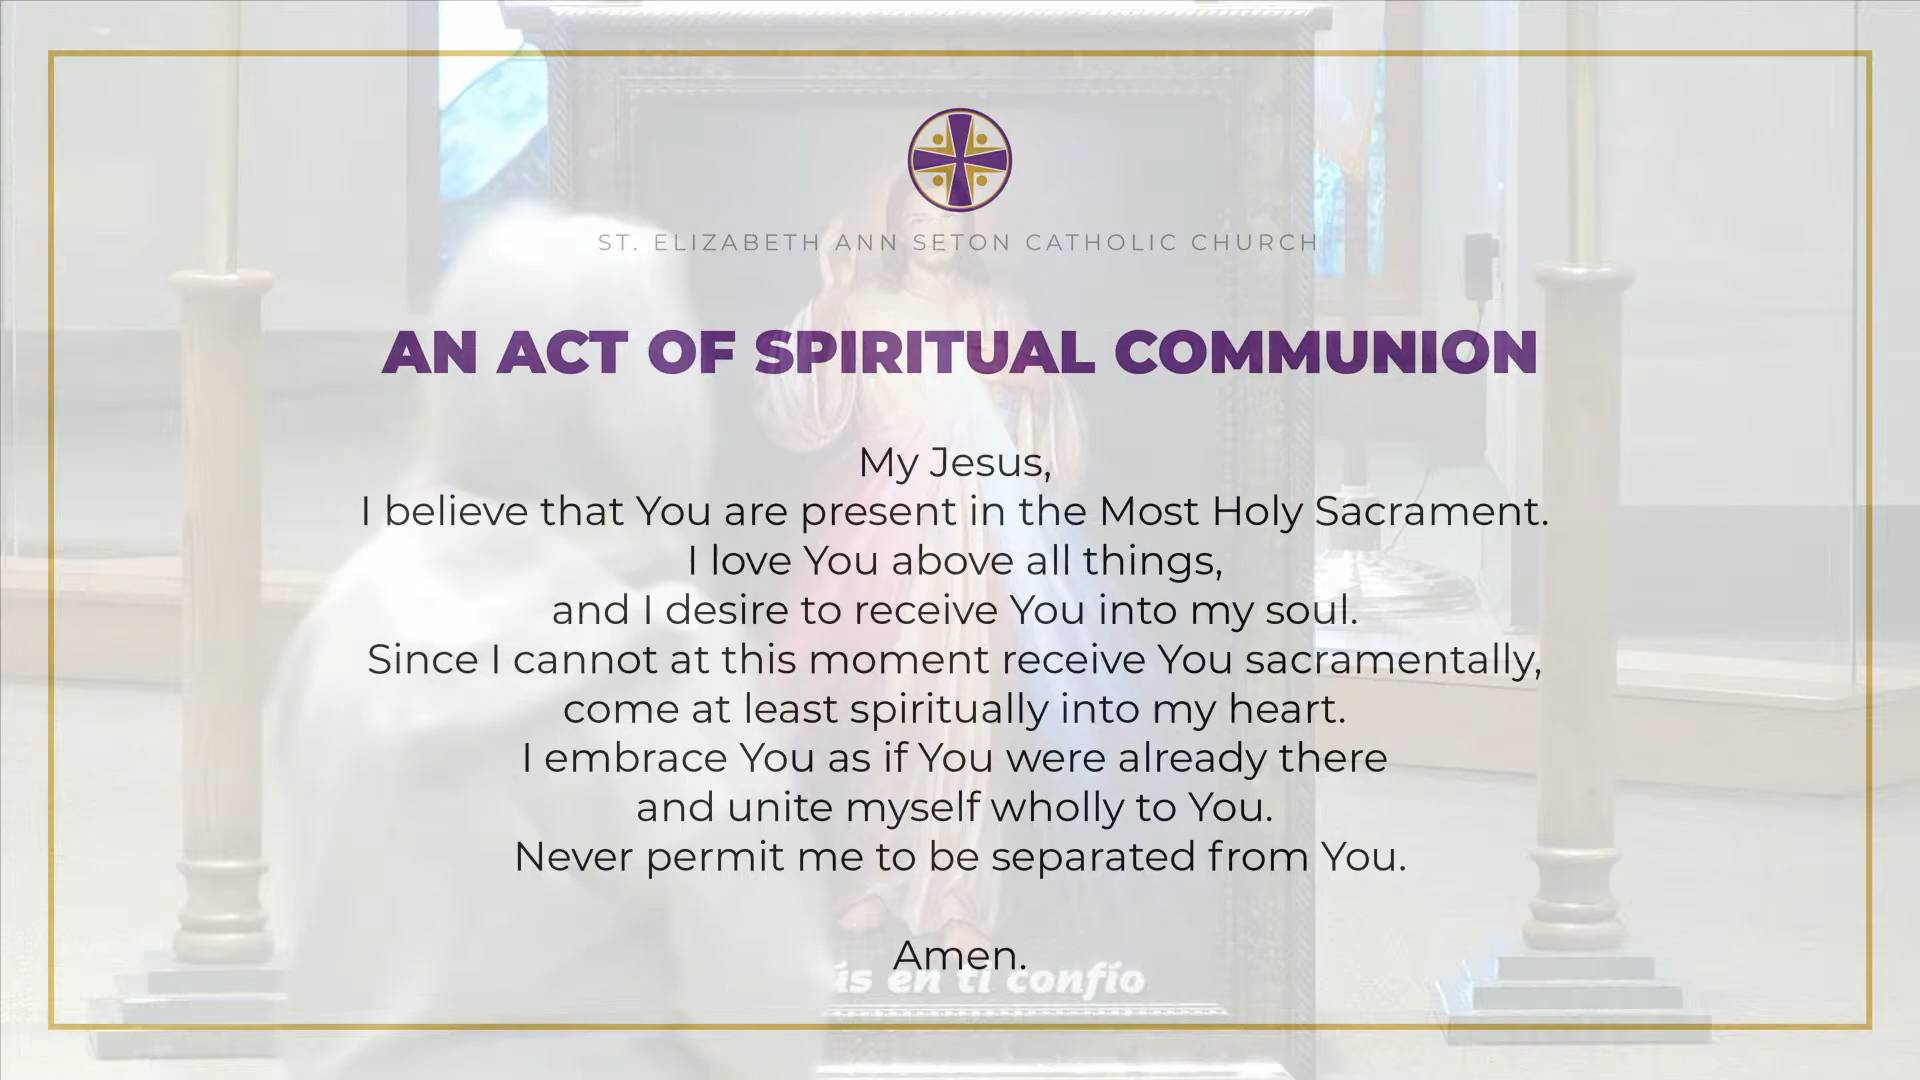 ST. ELIZABETH ANN SETON CATHOLIC CHURCH
AN ACT OF SPIRITUAL COMMUNION
My Jesus,
I believe that You are present in the Most Holy Sacrament.
I love You above all things,
and I desire to receive You into my soul.
Since I cannot at this moment receive You sacramentally,
come at least spiritually into my heart.
I embrace You as if You were already there
and unite myself wholly to You.
Never permit me to be separated from You.
Amen.
en ti confío